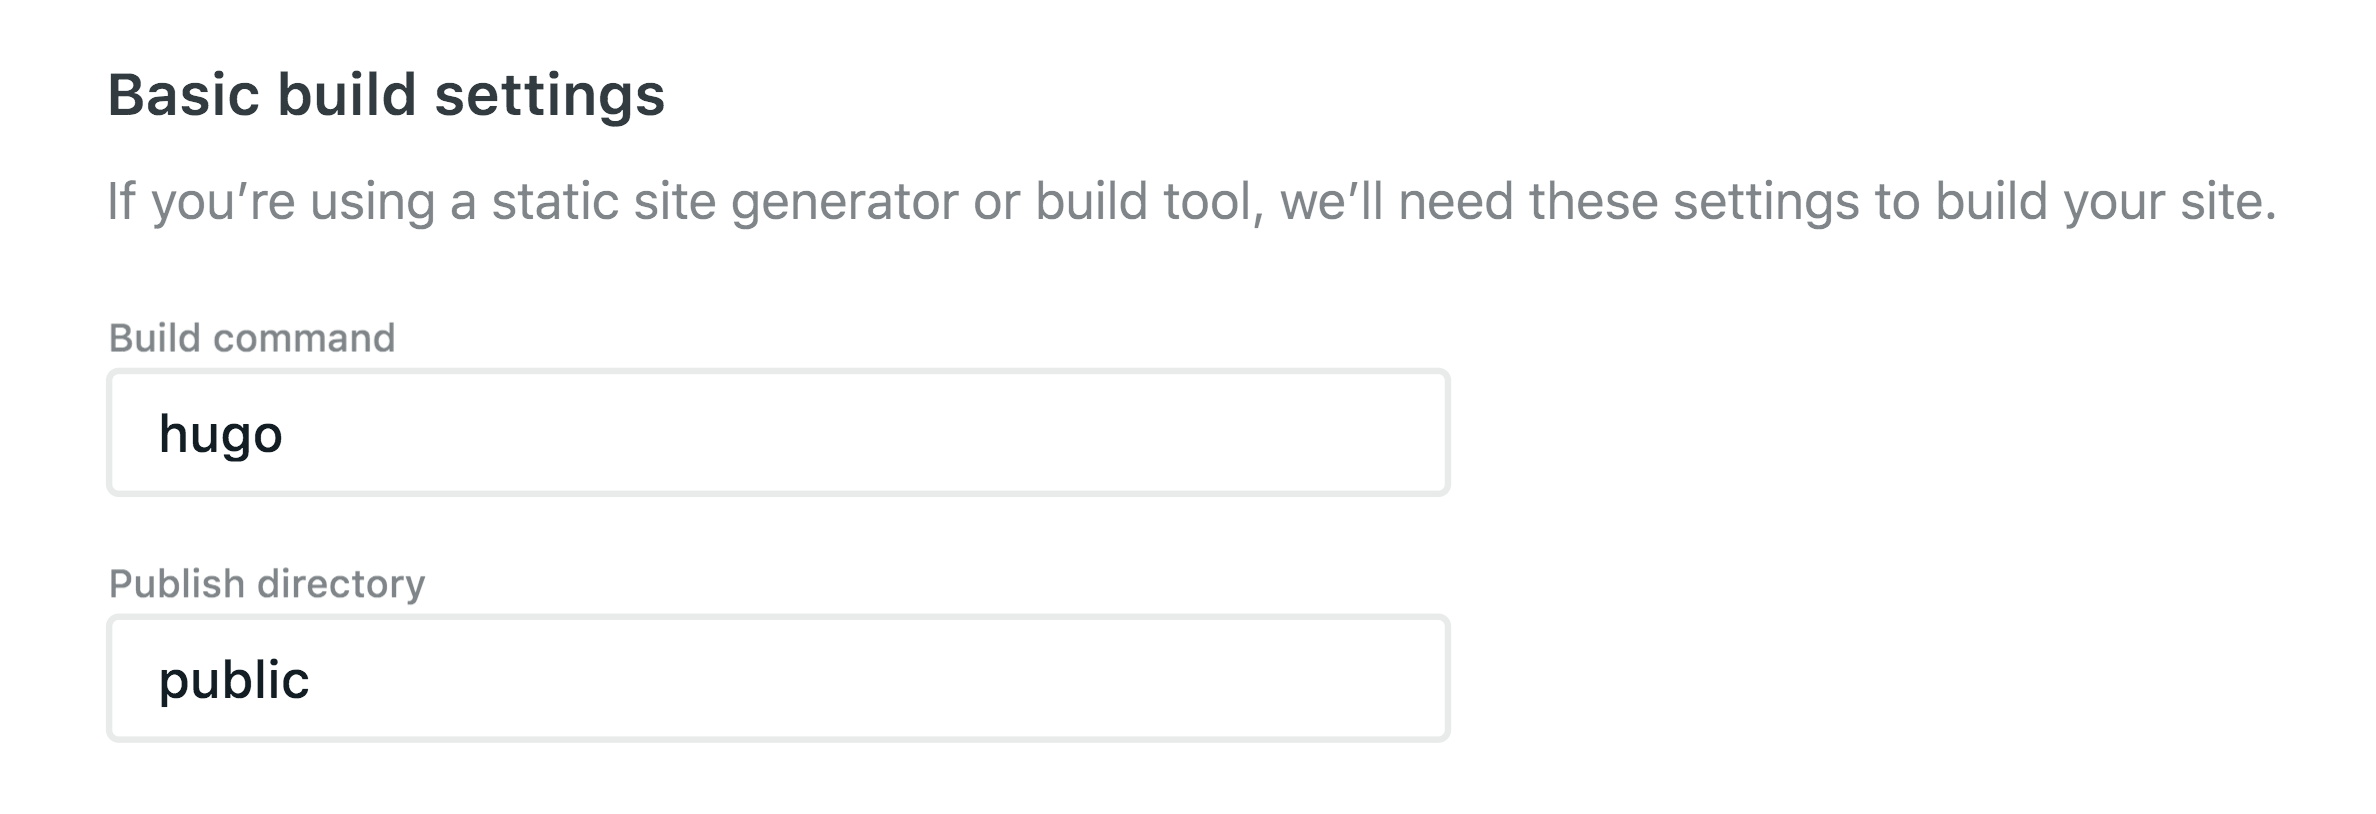 Basic build settings
If you’re using a static site generator or build tool, we’ll need these settings to build your site.
Build command
hugo
Publish directory
public